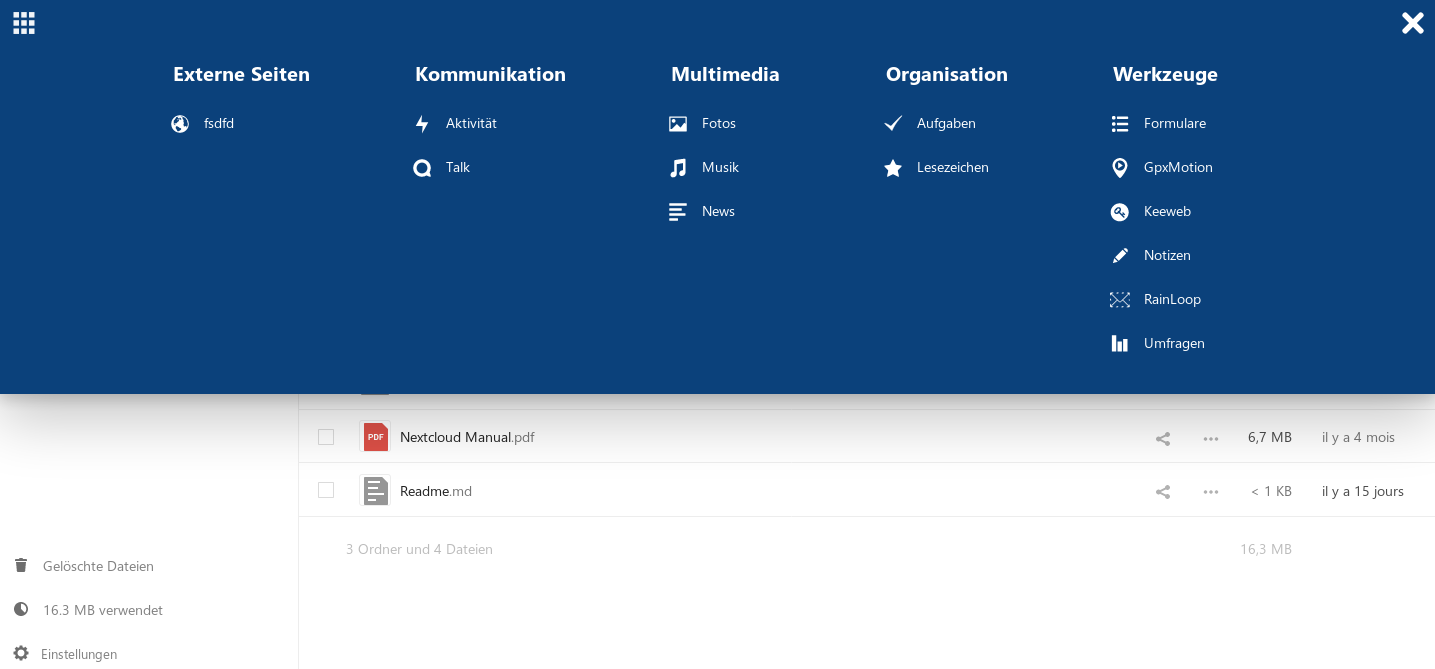 Externe Seiten
fsdfd
Kommunikation
Aktivität
Talk
Multimedia
Fotos
Musik
News
Organisation
Aufgaben
Lesezeichen
Werkzeuge
Formulare
GpxMotion
Keeweb
Notizen
RainLoop
Umfragen
PDF Nextcloud Manual.pdf 6,7 MB il y a 4 mois
Readme.md < 1 KB il y a 15 jours
3 Ordner und 4 Dateien 16,3 MB
Gelöschte Dateien
16.3 MB verwendet
Einstellungen